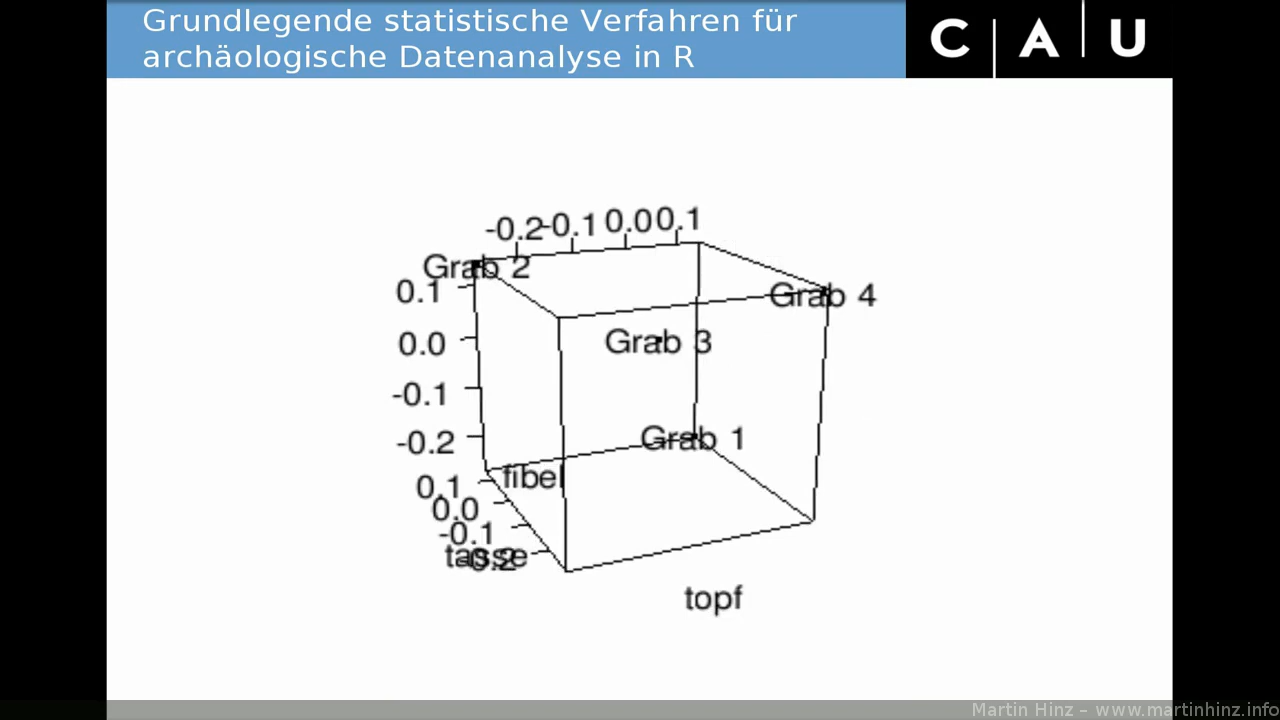 Grundlegende statistische Verfahren für
archäologische Datenanalyse in R
C A U
-0.2 -0.1 0.0 0.1
Grab 2
0.1
Grab 4
0.0
Grab 3
-0.1
-0.2
Grab 1
fibel
0.1
0.0
-0.1
tasse
-0.2
topf
Martin Hinz – www.martinhinz.info